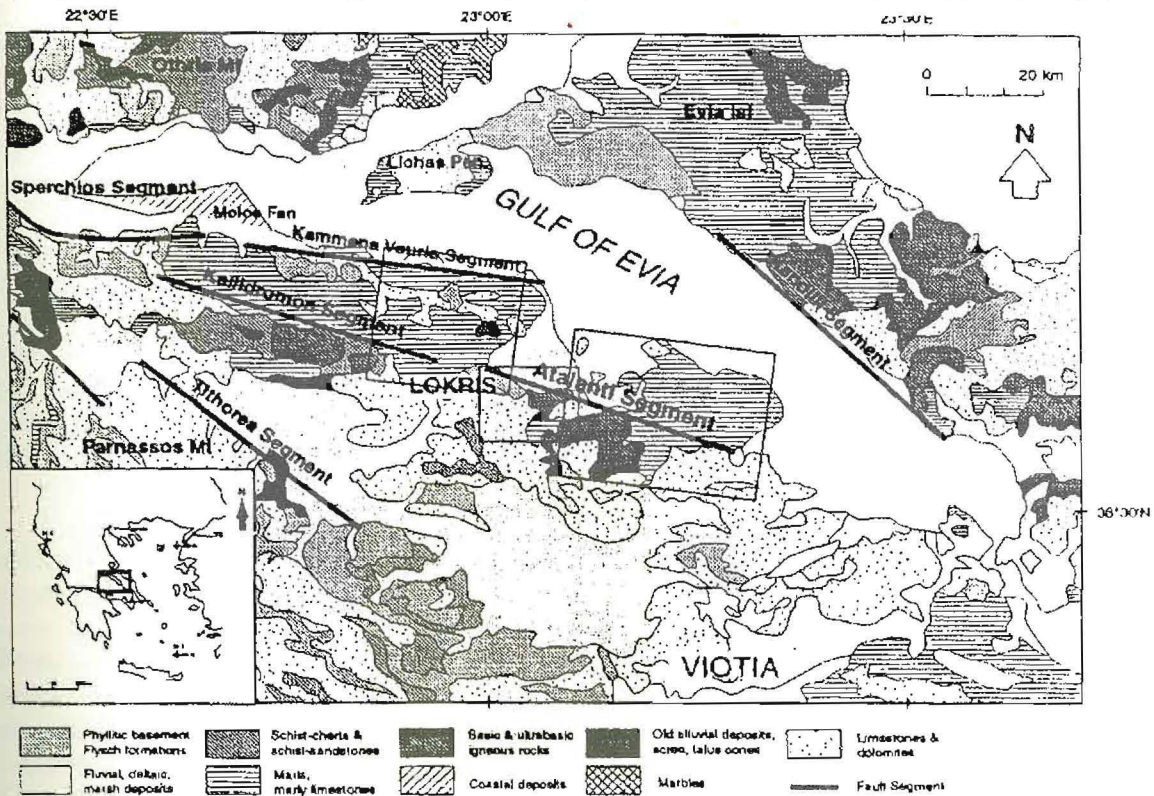 22°30'E
23°00'E
23°30'E
0 20 km
N
Evia Isl
Lichas Pen
Sperchios Segment
Molos Fan
Kammena Vourla Segment
GULF OF EVIA
Kallidromos Segment
LOKRIS
Atalanti Segment
Tithorea Segment
Parnassos Mt
Segment
38°30'N
VIOTIA
Phyllitic basement
Flysch formations
Schist-cherts &
schist-sandstones
Basic & ultrabasic
igneous rocks
Old alluvial deposits,
scree, talus cones
Limestones &
dolomites
Fluvial, deltaic,
marsh deposits
Marls,
marly limestones
Coastal deposits
Marbles
Fault Segment